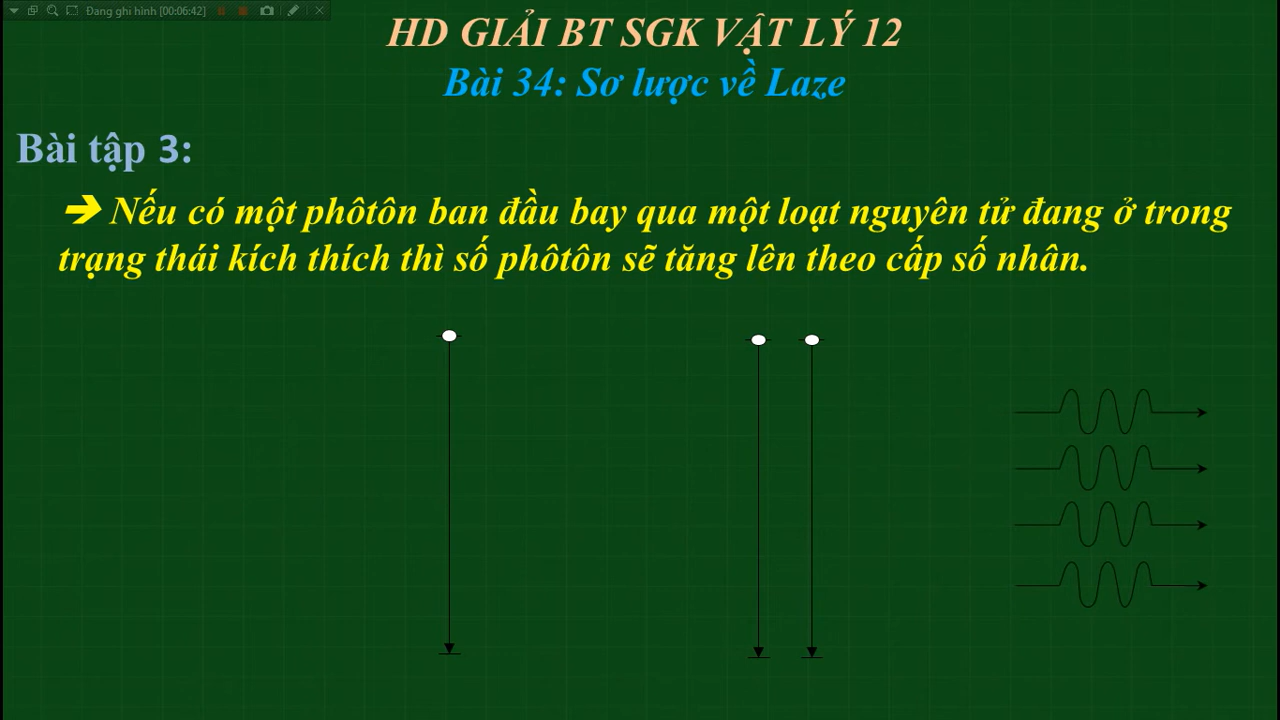 Đang ghi hình [00:06:42]
HD GIẢI BT SGK VẬT LÝ 12
Bài 34: Sơ lược về Laze
Bài tập 3:
➔ Nếu có một phôtôn ban đầu bay qua một loạt nguyên tử đang ở trong
trạng thái kích thích thì số phôtôn sẽ tăng lên theo cấp số nhân.